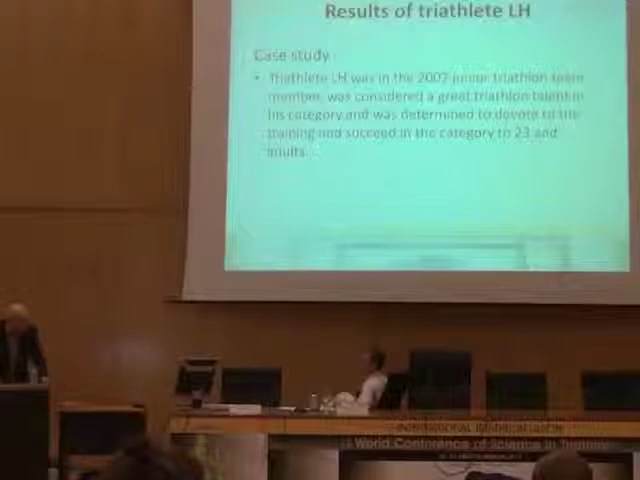 Results of triathlete LH
Case study
• Triathlete LH was in the 2007 junior triathlon team
member, was considered a great triathlon talent in
his category and was determined to devote to the
training and succeed in the category to 23 and
adults
World Conference of Science in Triathlon